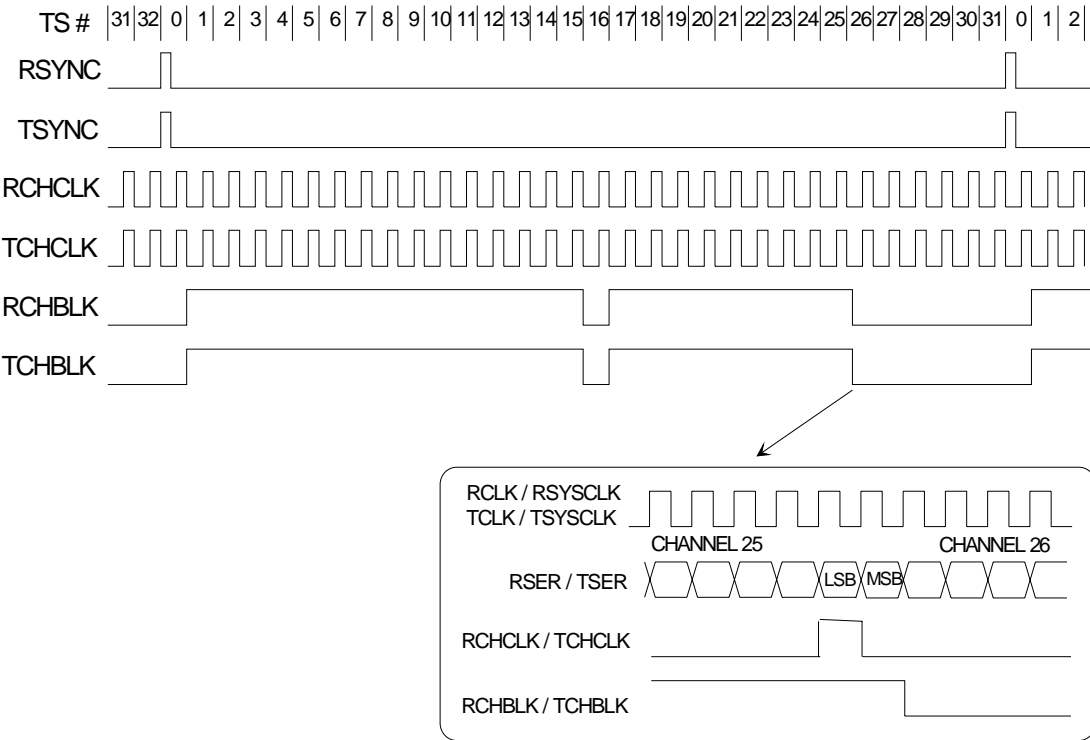 TS # 31 32 0 1 2 3 4 5 6 7 8 9 10 11 12 13 14 15 16 17 18 19 20 21 22 23 24 25 26 27 28 29 30 31 0 1 2
RSYNC
TSYNC
RCHCLK
TCHCLK
RCHBLK
TCHBLK
RCLK / RSYSCLK
TCLK / TSYSCLK
CHANNEL 25 CHANNEL 26
RSER / TSER LSB MSB
RCHCLK / TCHCLK
RCHBLK / TCHBLK